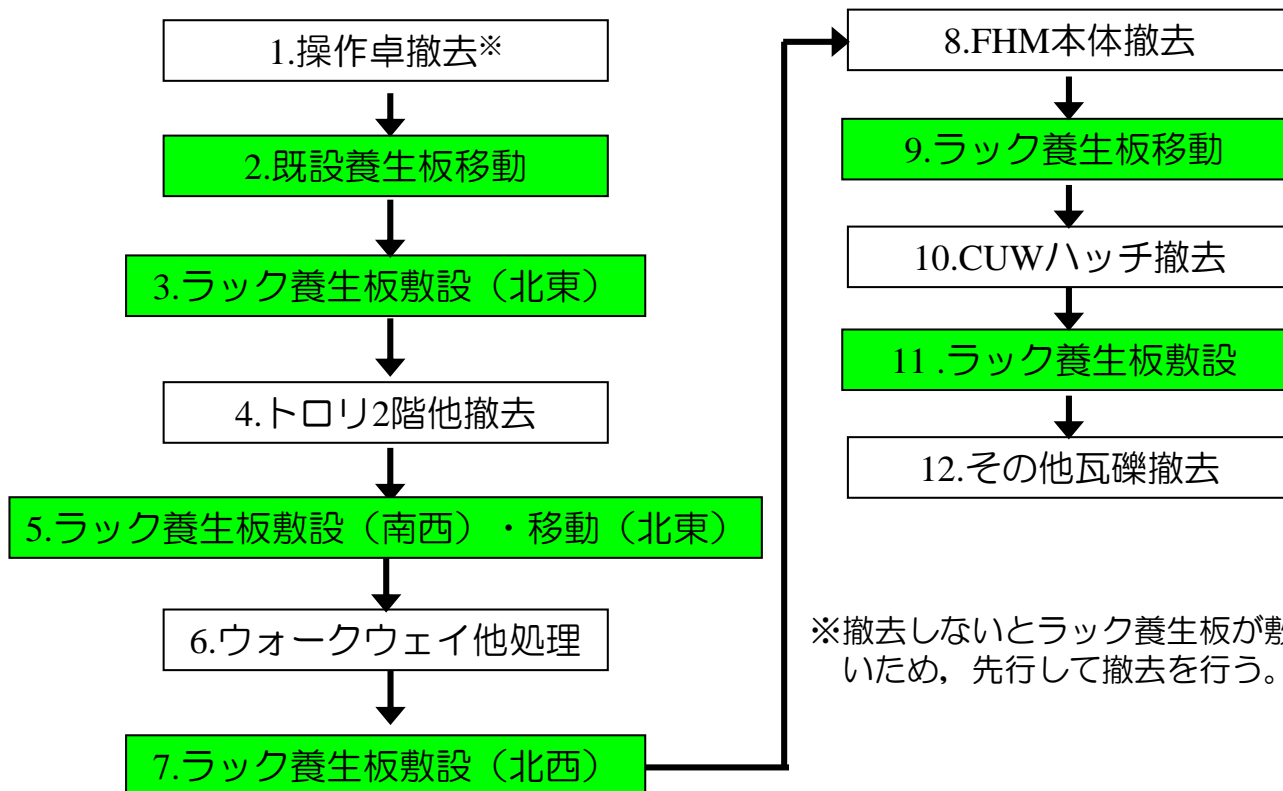 1.操作卓撤去※
2.既設養生板移動
3.ラック養生板敷設（北東）
4.トロリ2階他撤去
5.ラック養生板敷設（南西）・移動（北東）
6.ウォークウェイ他処理
7.ラック養生板敷設（北西）
8.FHM本体撤去
9.ラック養生板移動
10.CUWハッチ撤去
11.ラック養生板敷設
12.その他瓦礫撤去
※撤去しないとラック養生板が敷
いため，先行して撤去を行う。